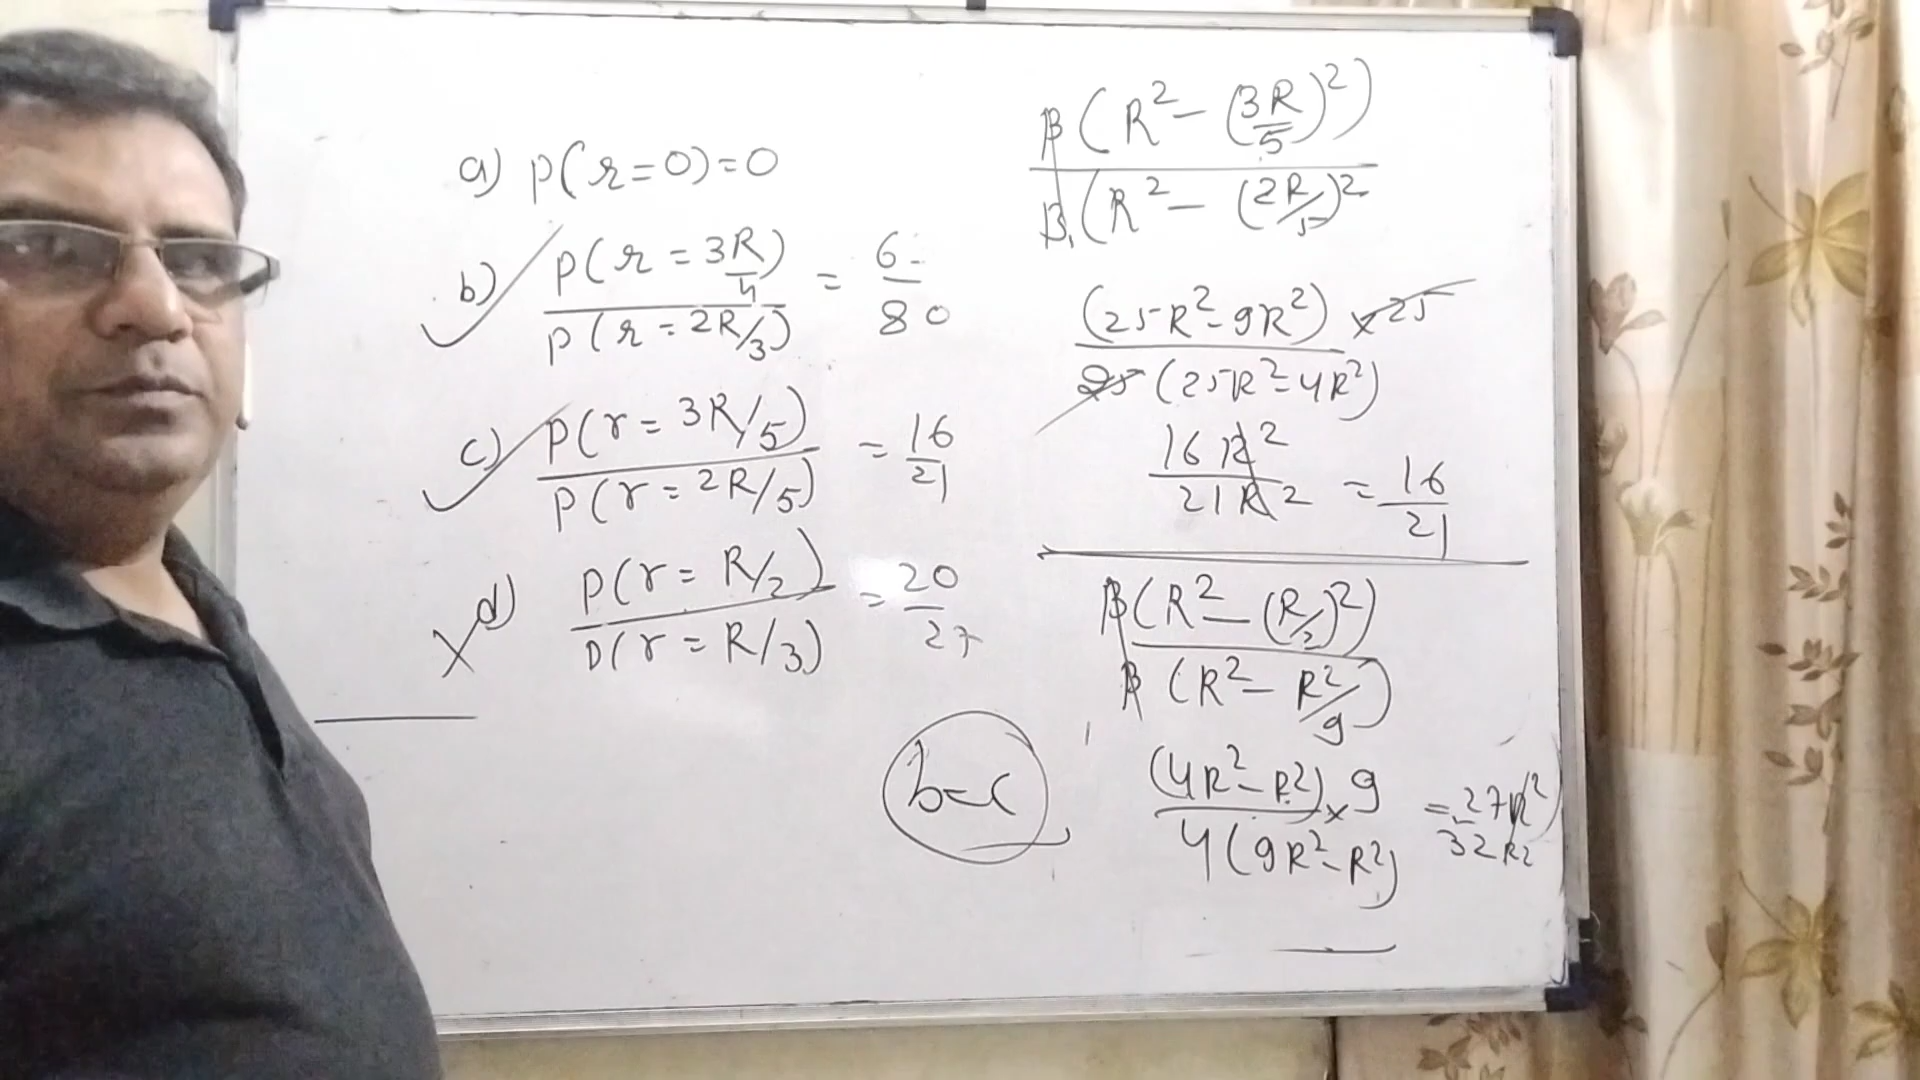 a) p(r=0)=0
b) p(r = 3R/4) / p(r = 2R/3) = 6 / 80
c) p(r = 3R/5) / p(r = 2R/5) = 16/21
d) p(r = R/2) / p(r = R/3) = 20/27
b-c
B(R² - (3R/5)²) / B(R² - (2R/5)²
(25R² - 9R²) × 25 / 25 (25R² - 4R²)
16R² / 21R² = 16/21
B(R² - (R/2)²) / B(R² - R²/9)
(4R² - R²) × 9 / 4(9R² - R²) = 27R² / 32R²